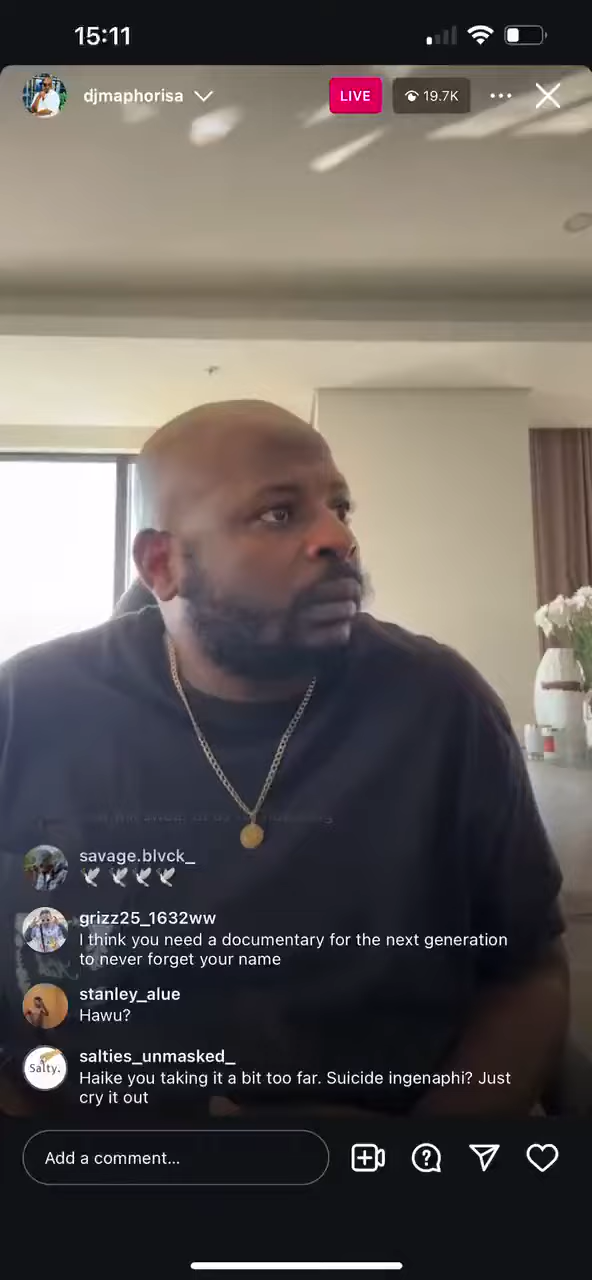 15:11
djmaphorisa
LIVE
19.7K
savage.blvck_
🕊 🕊 🕊 🕊
grizz25_1632ww
I think you need a documentary for the next generation
to never forget your name
stanley_alue
Hawu?
Salty.
salties_unmasked_
Haike you taking it a bit too far. Suicide ingenaphi? Just
cry it out
Add a comment...